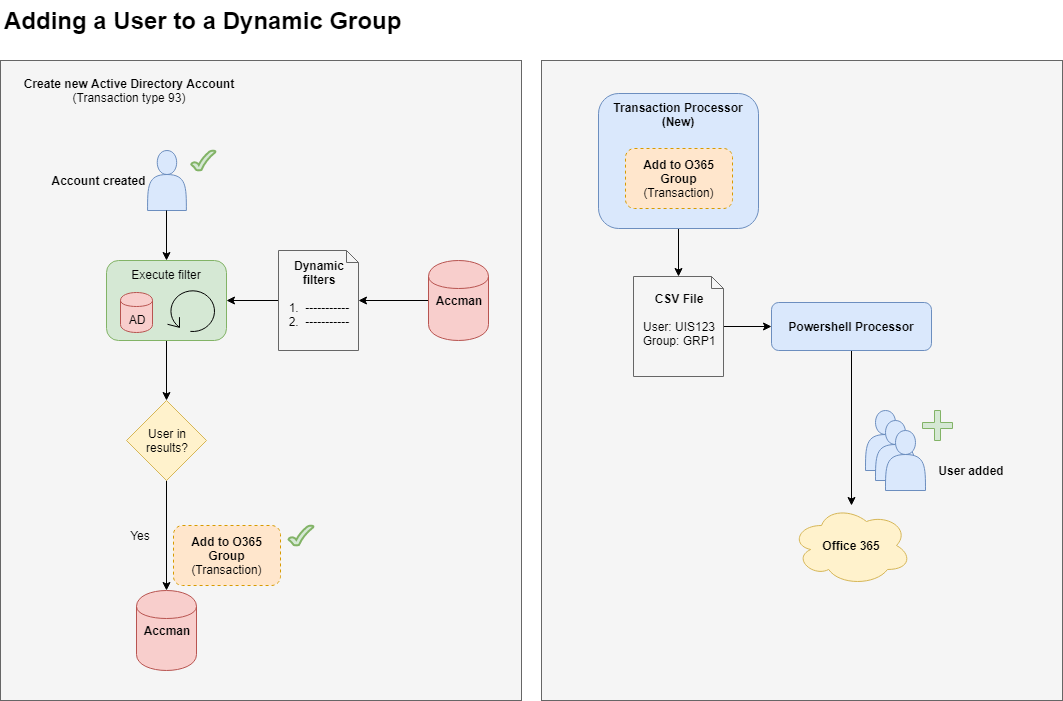 Adding a User to a Dynamic Group
Create new Active Directory Account
(Transaction type 93)
Account created
Execute filter
AD
Dynamic
filters
1. -----------
2. -----------
Accman
User in
results?
Yes
Add to O365
Group
(Transaction)
Accman
Transaction Processor
(New)
Add to O365
Group
(Transaction)
CSV File
User: UIS123
Group: GRP1
Powershell Processor
User added
Office 365